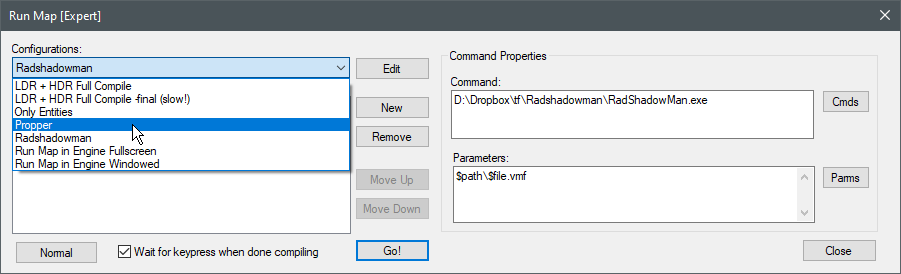 Run Map [Expert]
Configurations:
Radshadowman
LDR + HDR Full Compile
LDR + HDR Full Compile -final (slow!)
Only Entities
Propper
Radshadowman
Run Map in Engine Fullscreen
Run Map in Engine Windowed
Edit
New
Remove
Move Up
Move Down
Normal
Wait for keypress when done compiling
Go!
Command Properties
Command:
D:\Dropbox\tf\Radshadowman\RadShadowMan.exe
Cmds
Parameters:
$path\$file.vmf
Parms
Close